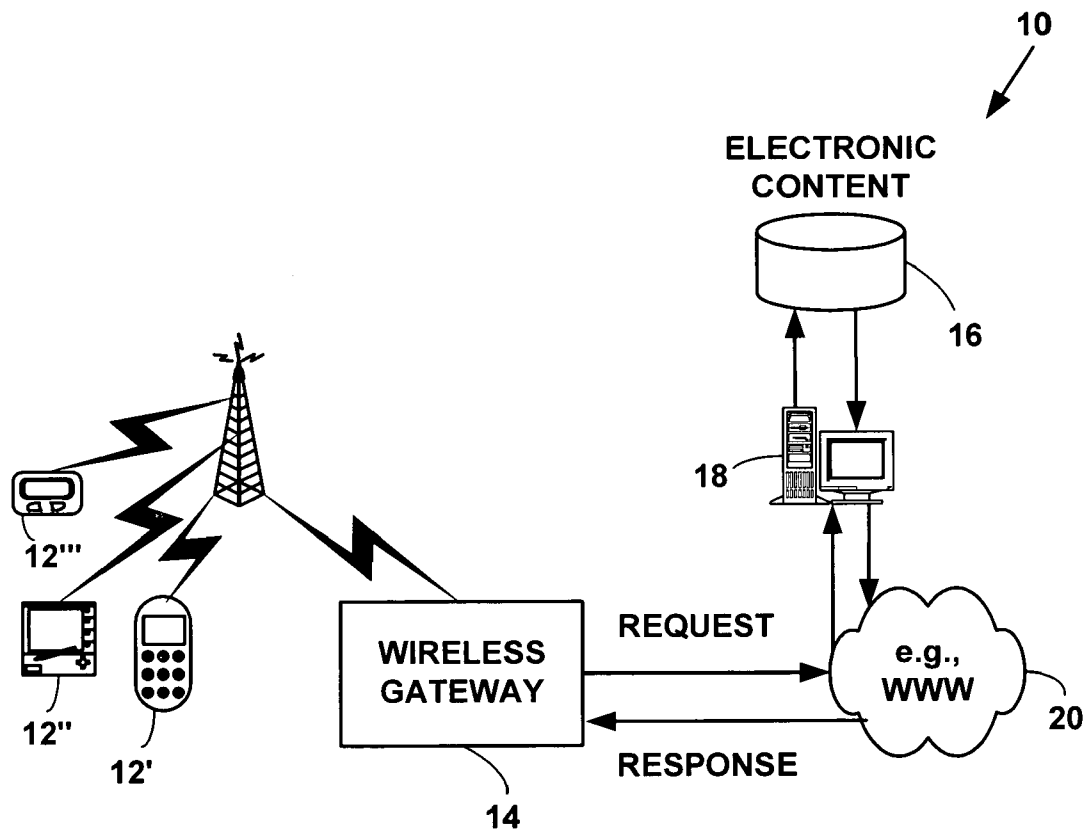 10
ELECTRONIC
CONTENT
16
18
12'''
12''
12'
WIRELESS
GATEWAY
14
REQUEST
RESPONSE
e.g.,
WWW
20